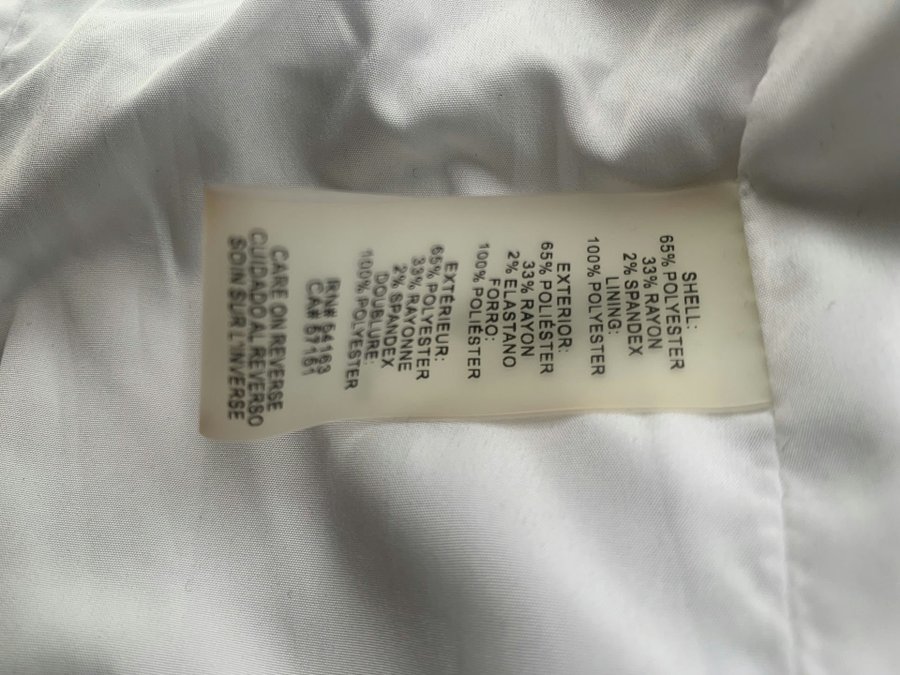 SHELL:
65% POLYESTER
33% RAYON
2% SPANDEX
LINING:
100% POLYESTER
EXTERIOR:
65% POLIÉSTER
33% RAYON
2% ELASTANO
FORRO:
100% POLIÉSTER
EXTÉRIEUR:
65% POLYESTER
33% RAYONNE
2% SPANDEX
DOUBLURE:
100% POLYESTER
RN# 54163
CA# 57161
CARE ON REVERSE
CUIDADO AL REVERSO
SOIN SUR L'INVERSE